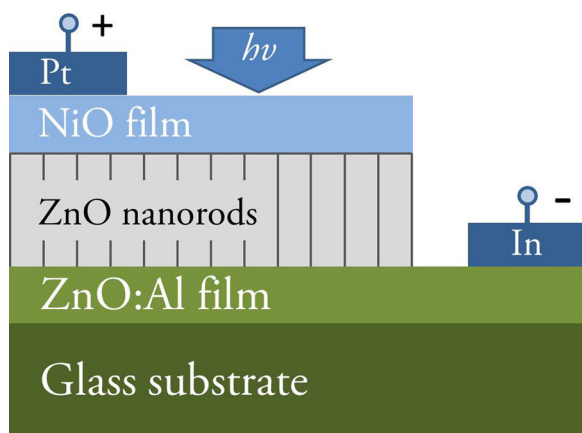 +
Pt
hν
NiO film
ZnO nanorods
-
In
ZnO:Al film
Glass substrate